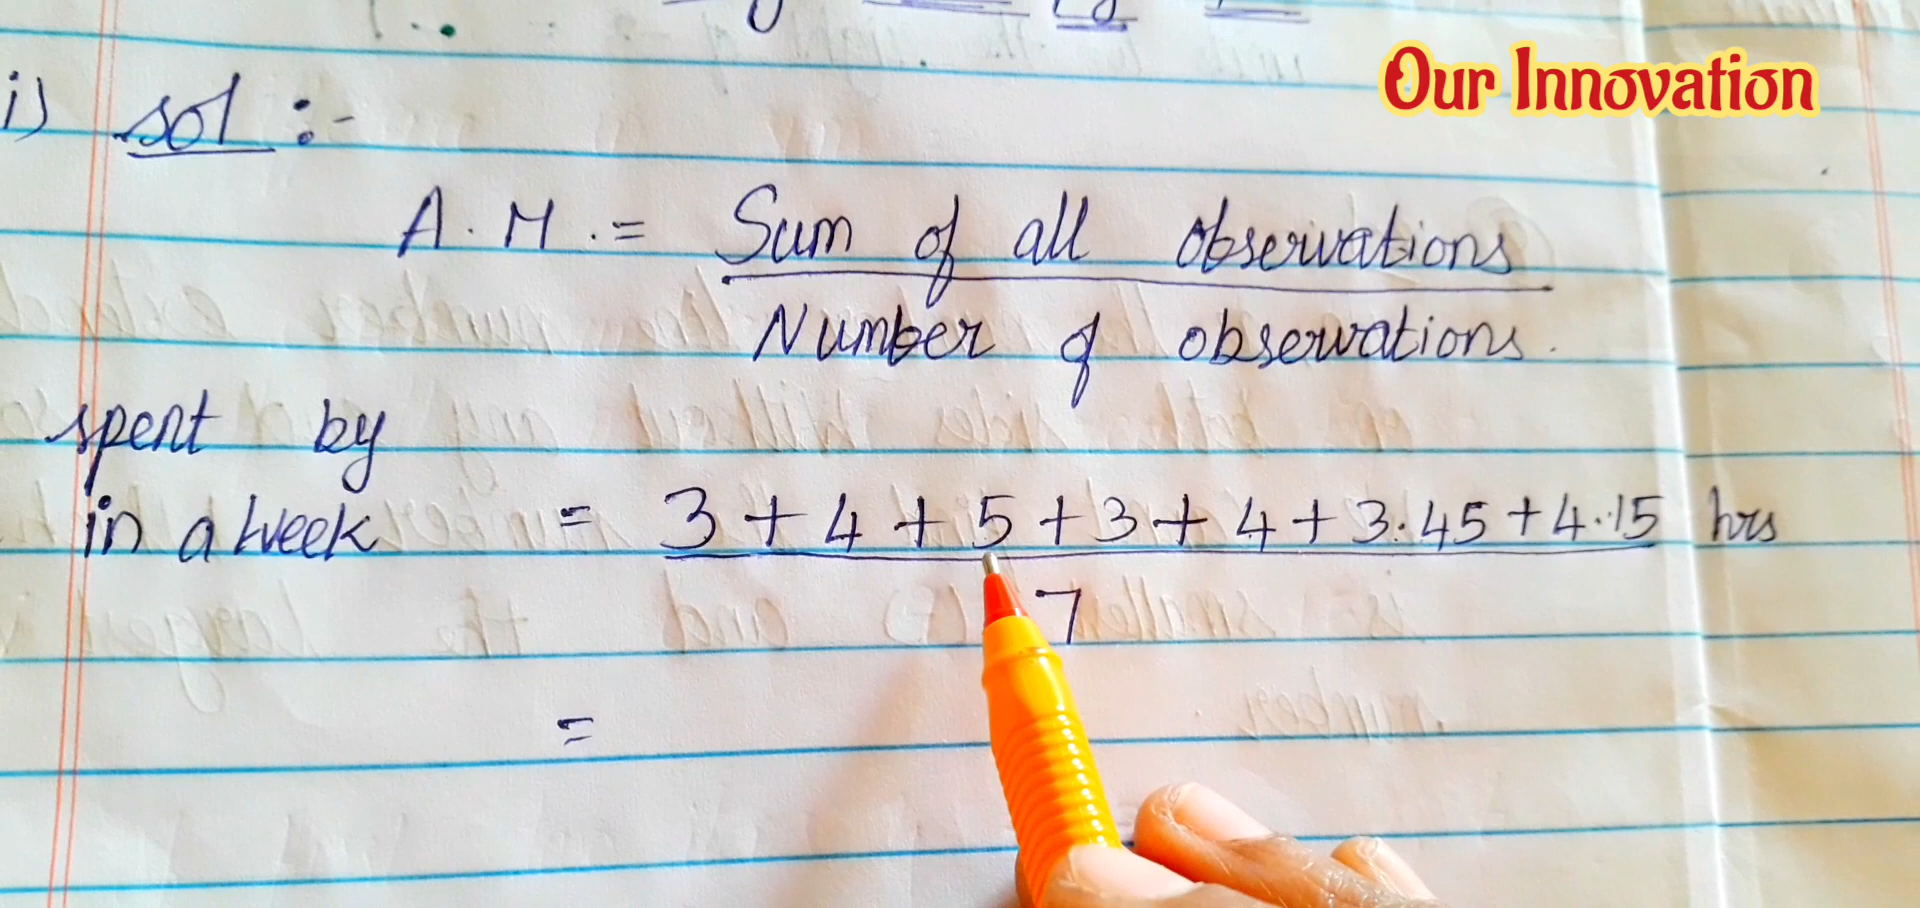 Our Innovation
i) sol :-
A.M. = Sum of all observations
Number of observations.
spent by
in a week = 3 + 4 + 5 + 3 + 4 + 3.45 + 4.15 hrs
7
=